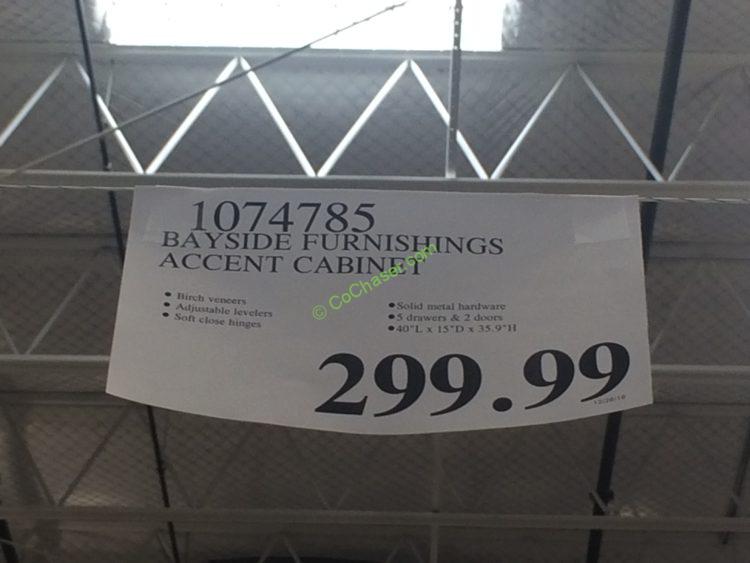 1074785
BAYSIDE FURNISHINGS
ACCENT CABINET
• Birch veneers
• Adjustable levelers
• Soft close hinges
• Solid metal hardware
• 5 drawers & 2 doors
• 40"L x 15"D x 35.9"H
299.99
© CoChaser.com